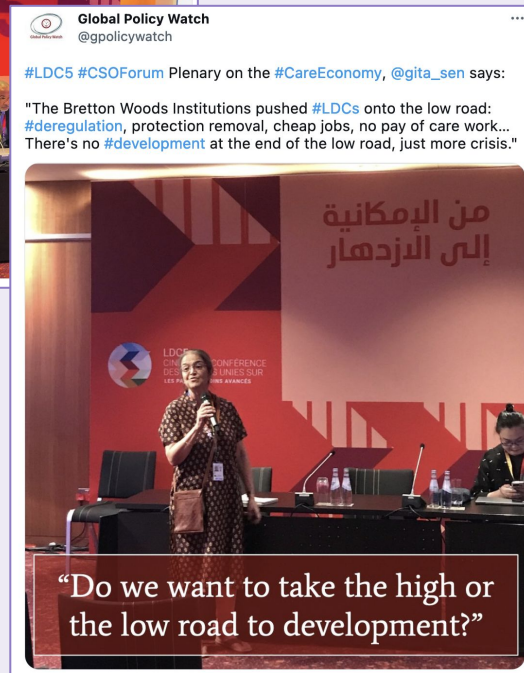 Global Policy Watch
@gpolicywatch
#LDC5 #CSOForum Plenary on the #CareEconomy, @gita_sen says:
"The Bretton Woods Institutions pushed #LDCs onto the low road:
#deregulation, protection removal, cheap jobs, no pay of care work...
There's no #development at the end of the low road, just more crisis."
من الإمكانية
إلى الازدهار
LDC5
CONFÉRENCE
UNIES SUR
INS AVANCÉS
“Do we want to take the high or
the low road to development?”